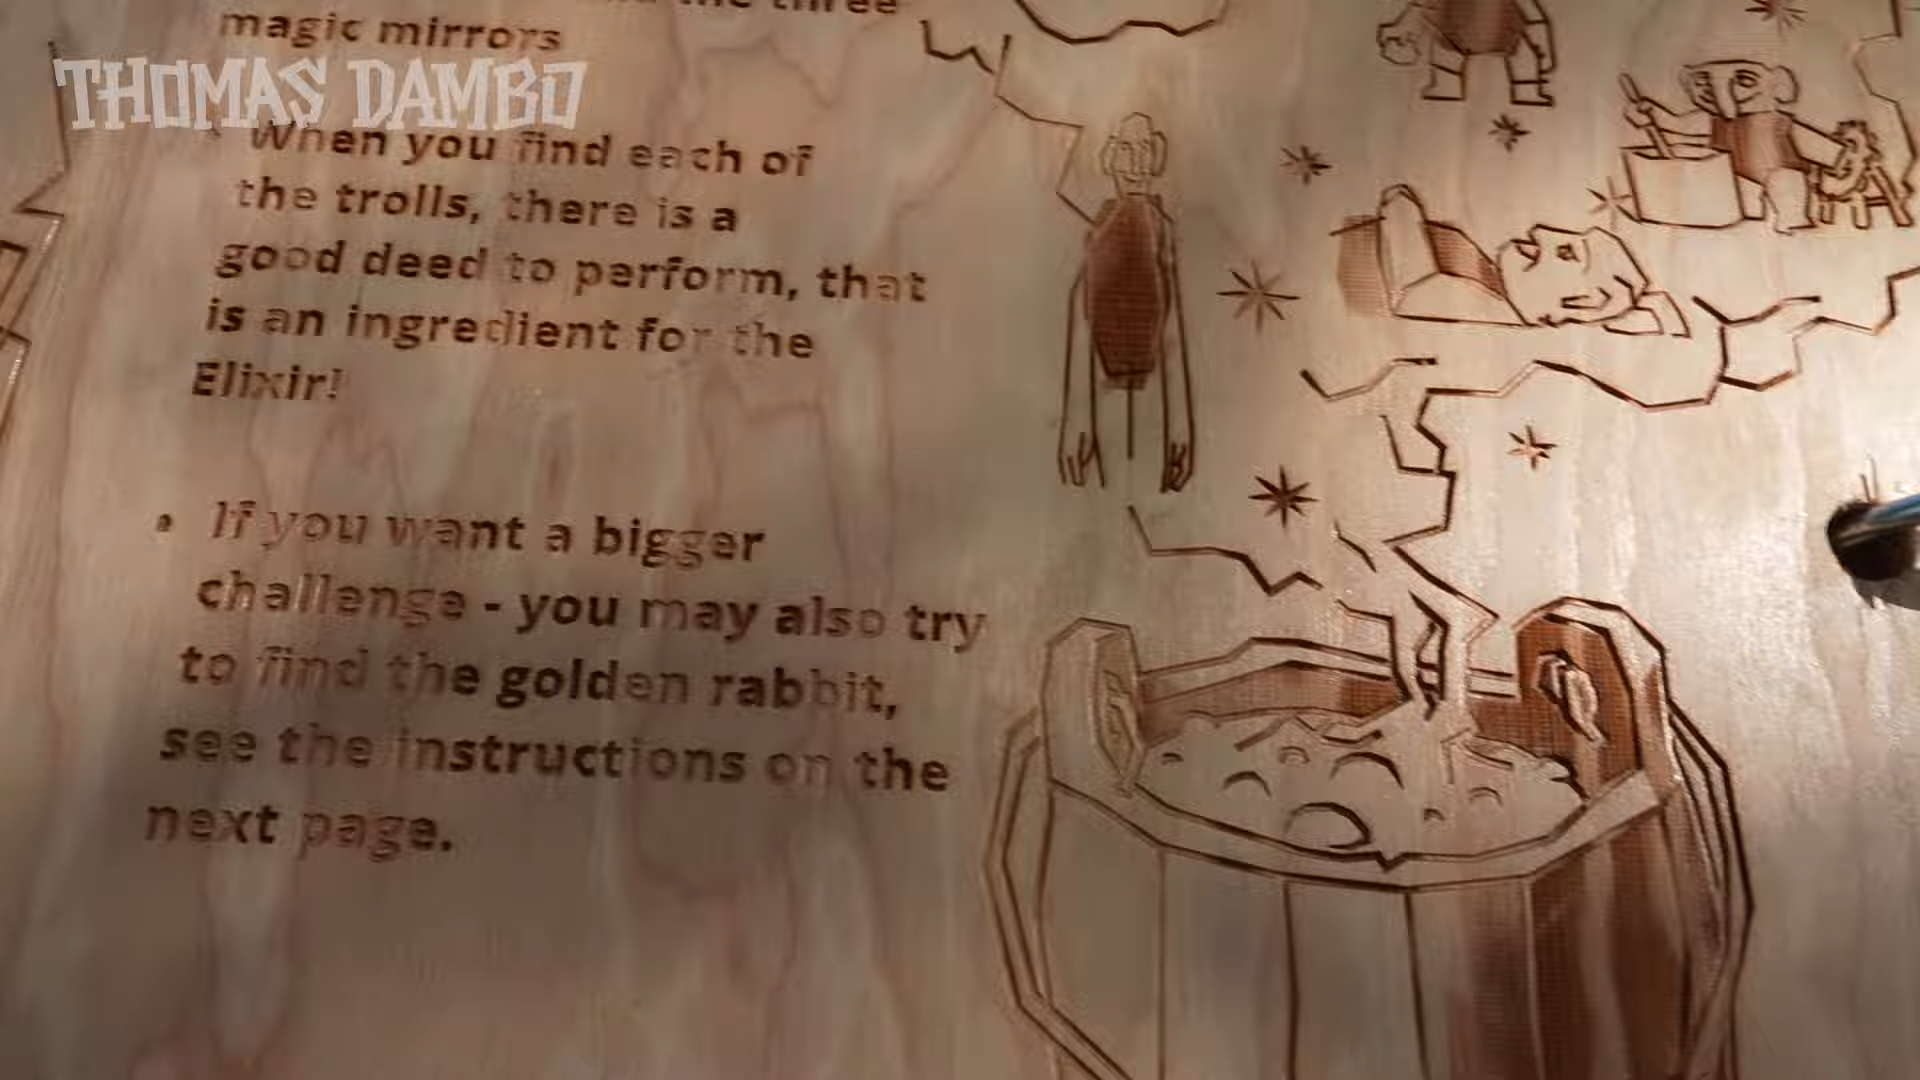 the three
magic mirrors
THOMAS DAMBO
When you find each of
the trolls, there is a
good deed to perform, that
is an ingredient for the
Elixir!
• If you want a bigger
challenge - you may also try
to find the golden rabbit,
see the instructions on the
next page.